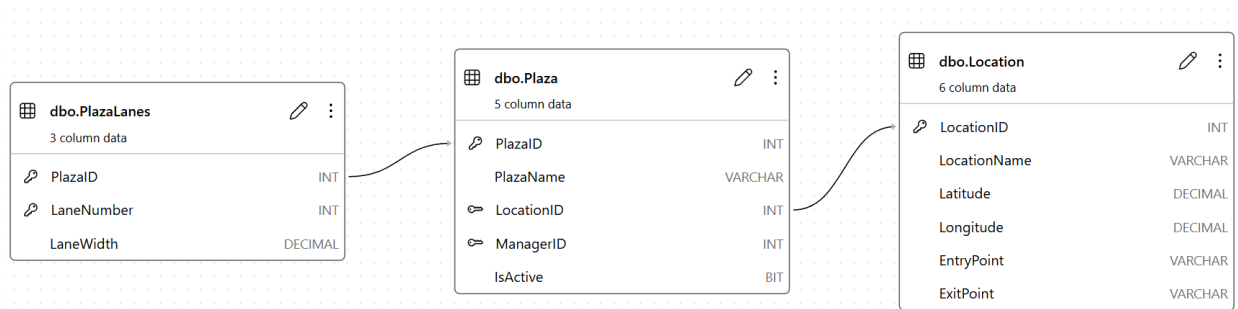 dbo.PlazaLanes
3 column data
PlazaID INT
LaneNumber INT
LaneWidth DECIMAL
dbo.Plaza
5 column data
PlazaID INT
PlazaName VARCHAR
LocationID INT
ManagerID INT
IsActive BIT
dbo.Location
6 column data
LocationID INT
LocationName VARCHAR
Latitude DECIMAL
Longitude DECIMAL
EntryPoint VARCHAR
ExitPoint VARCHAR